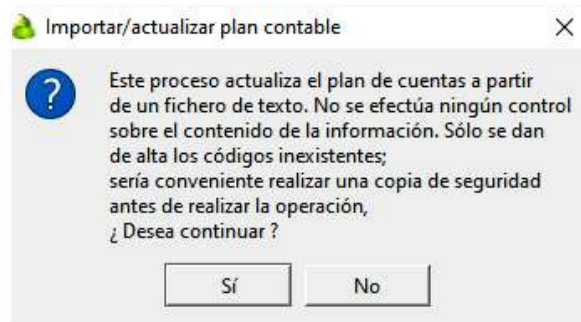 Importar/actualizar plan contable
Este proceso actualiza el plan de cuentas a partir
de un fichero de texto. No se efectúa ningún control
sobre el contenido de la información. Sólo se dan
de alta los códigos inexistentes;
sería conveniente realizar una copia de seguridad
antes de realizar la operación,
¿ Desea continuar ?
Sí
No